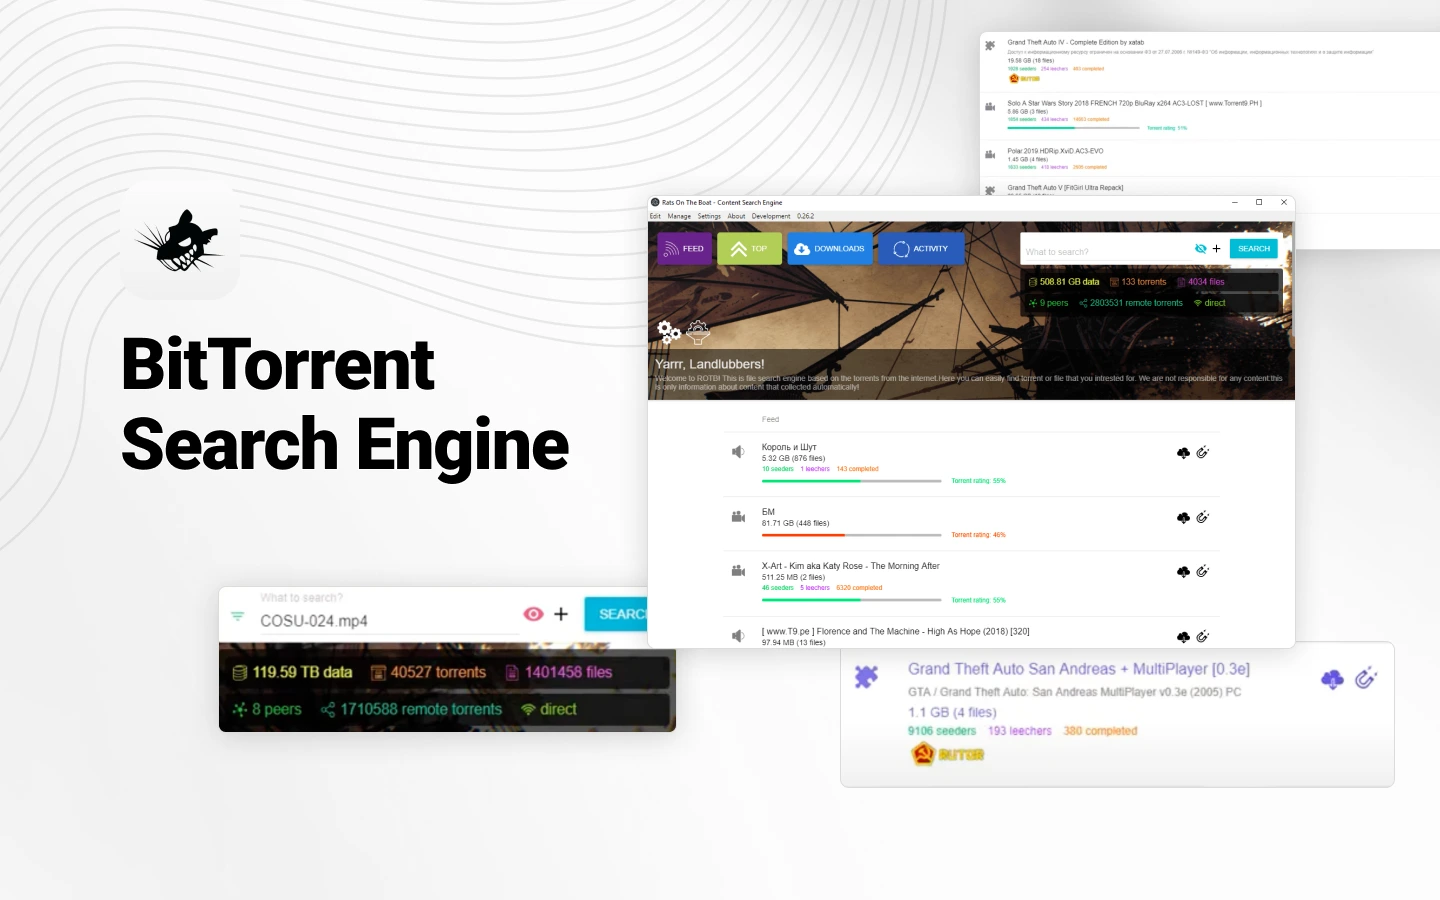 BitTorrent
Search Engine
Grand Theft Auto IV - Complete Edition by xatab
19.58 GB (18 files)
1928 seeders 254 leechers 483 completed
RUTOR
Solo A Star Wars Story 2018 FRENCH 720p BluRay x264 AC3-LOST [ www.Torrent9.PH ]
5.66 GB (3 files)
1654 seeders 434 leechers 14663 completed
Torrent rating: 51%
Polar.2019.HDRip.XviD.AC3-EVO
1.45 GB (4 files)
1620 seeders 418 leechers 2609 completed
Grand Theft Auto V [FitGirl Ultra Repack]
Rats On The Boat - Content Search Engine
Edit Manage Settings About Development 0.26.2
FEED TOP DOWNLOADS ACTIVITY
What to search? SEARCH
508.81 GB data 133 torrents 4034 files
9 peers 2803531 remote torrents direct
Yarrr, Landlubbers!
Welcome to ROTB! This is file search engine based on the torrents from the internet.Here you can easily find torrent or file that you intrested for. We are not responsible for any content:this
is only information about content that collected automatically!
Feed
Король и Шут
5.32 GB (876 files)
10 seeders 1 leechers 143 completed
Torrent rating: 55%
БМ
81.71 GB (448 files)
Torrent rating: 46%
X-Art - Kim aka Katy Rose - The Morning After
511.25 MB (2 files)
46 seeders 5 leechers 6320 completed
Torrent rating: 55%
[ www.T9.pe ] Florence and The Machine - High As Hope (2018) [320]
97.94 MB (13 files)
What to search?
COSU-024.mp4
SEARC
119.59 TB data 40527 torrents 1401458 files
8 peers 1710588 remote torrents direct
Grand Theft Auto San Andreas + MultiPlayer [0.3e]
GTA / Grand Theft Auto: San Andreas MultiPlayer v0.3e (2005) PC
1.1 GB (4 files)
9106 seeders 193 leechers 380 completed
RUTOR